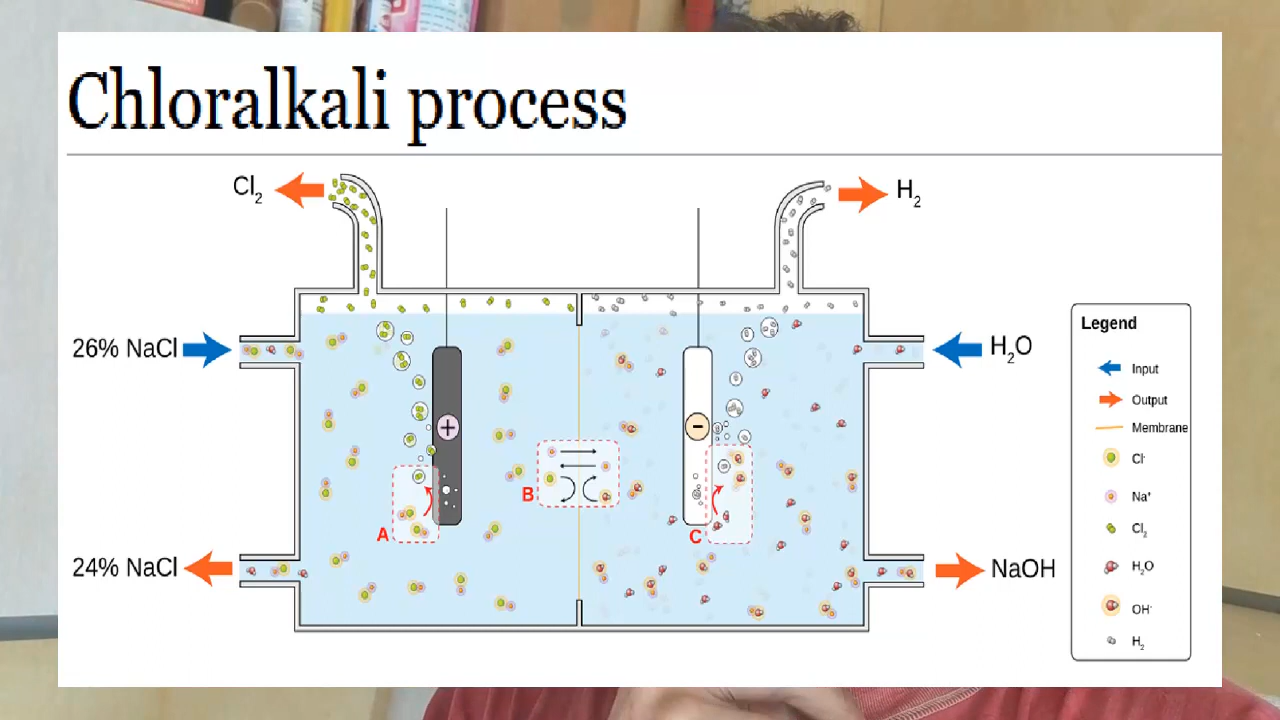 Chloralkali process
Cl2
H2
26% NaCl
H2O
+
-
A
B
C
24% NaCl
NaOH
Legend
Input
Output
Membrane
Cl-
Na+
Cl2
H2O
OH-
H2